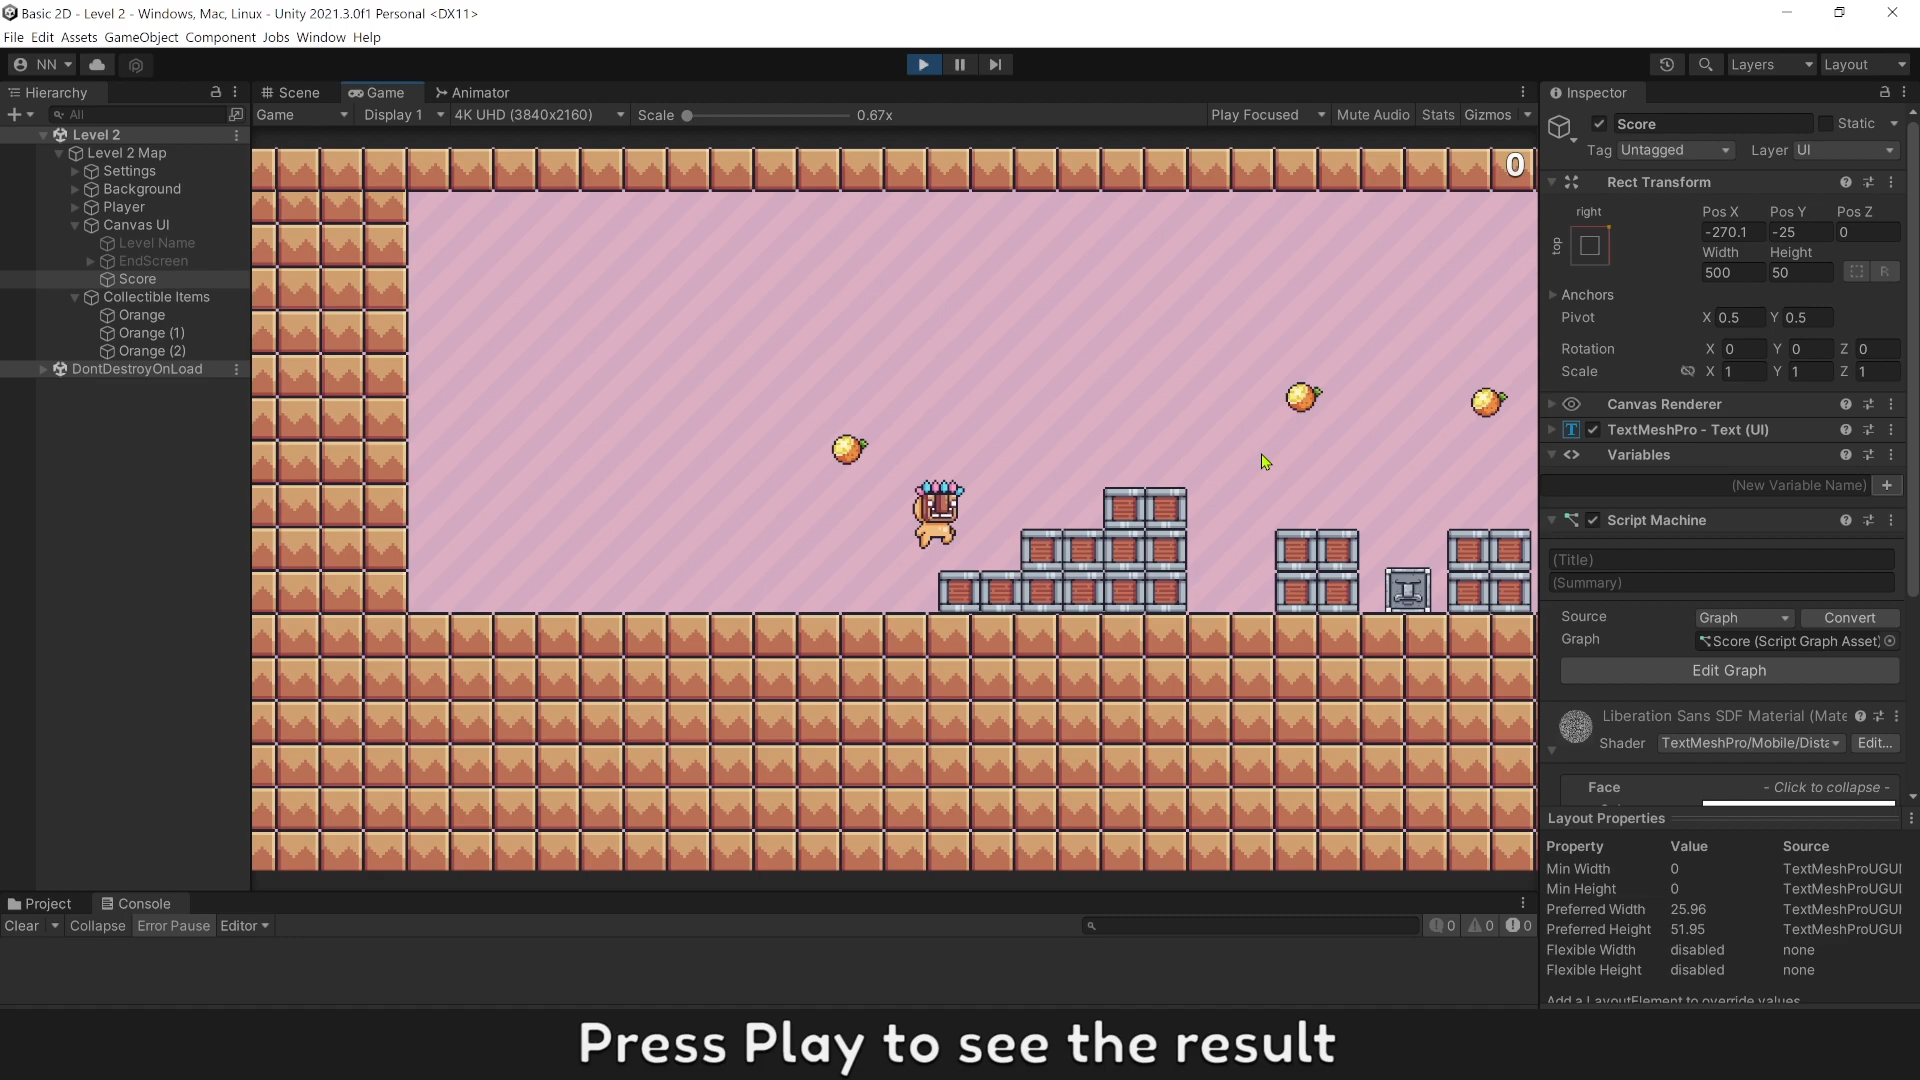 Basic 2D - Level 2 - Windows, Mac, Linux - Unity 2021.3.0f1 Personal <DX11>
File Edit Assets GameObject Component Jobs Window Help
NN
Layers
Layout
Hierarchy
All
Level 2
Level 2 Map
Settings
Background
Player
Canvas UI
Level Name
EndScreen
Score
Collectible Items
Orange
Orange (1)
Orange (2)
DontDestroyOnLoad
Scene Game Animator
Game Display 1 4K UHD (3840x2160) Scale 0.67x Play Focused Mute Audio Stats Gizmos
0
Inspector
Score Static
Tag Untagged Layer UI
Rect Transform
right
top
Pos X Pos Y Pos Z
-270.1 -25 0
Width Height
500 50
R
Anchors
Pivot X 0.5 Y 0.5
Rotation X 0 Y 0 Z 0
Scale X 1 Y 1 Z 1
Canvas Renderer
TextMeshPro - Text (UI)
Variables
(New Variable Name)
Script Machine
(Title)
(Summary)
Source Graph Convert
Graph Score (Script Graph Asset)
Edit Graph
Liberation Sans SDF Material (Mate
Shader TextMeshPro/Mobile/Dista Edit...
Face - Click to collapse -
Layout Properties
Property Value Source
Min Width 0 TextMeshProUGUI
Min Height 0 TextMeshProUGUI
Preferred Width 25.96 TextMeshProUGUI
Preferred Height 51.95 TextMeshProUGUI
Flexible Width disabled none
Flexible Height disabled none
Add a LayoutElement to override values
Project Console
Clear Collapse Error Pause Editor
0 0 0
Press Play to see the result